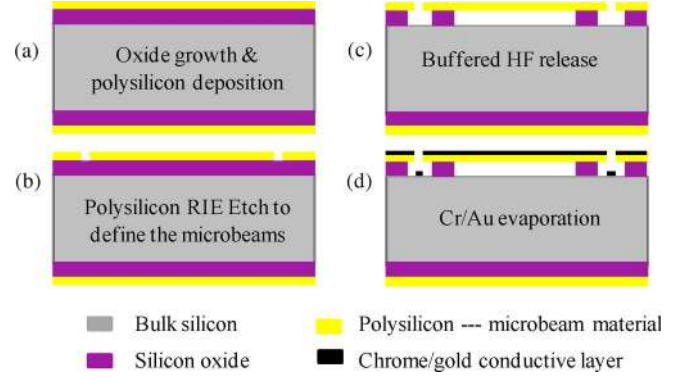 (a)
Oxide growth &
polysilicon deposition
(b)
Polysilicon RIE Etch to
define the microbeams
(c)
Buffered HF release
(d)
Cr/Au evaporation
Bulk silicon
Silicon oxide
Polysilicon --- microbeam material
Chrome/gold conductive layer